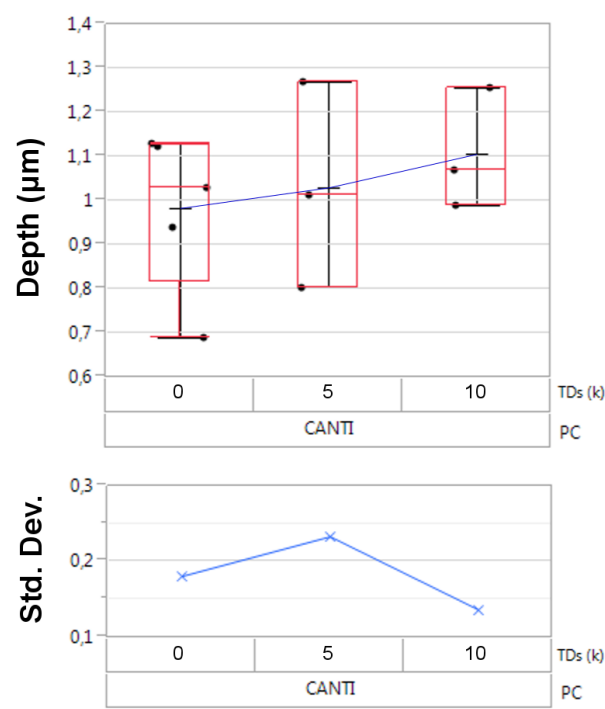 1,4
1,3
1,2
1,1
1
0,9
0,8
0,7
0,6
Depth (µm)
0 5 10 TDs (k)
CANTI PC
0,3
0,2
0,1
Std. Dev.
0 5 10 TDs (k)
CANTI PC